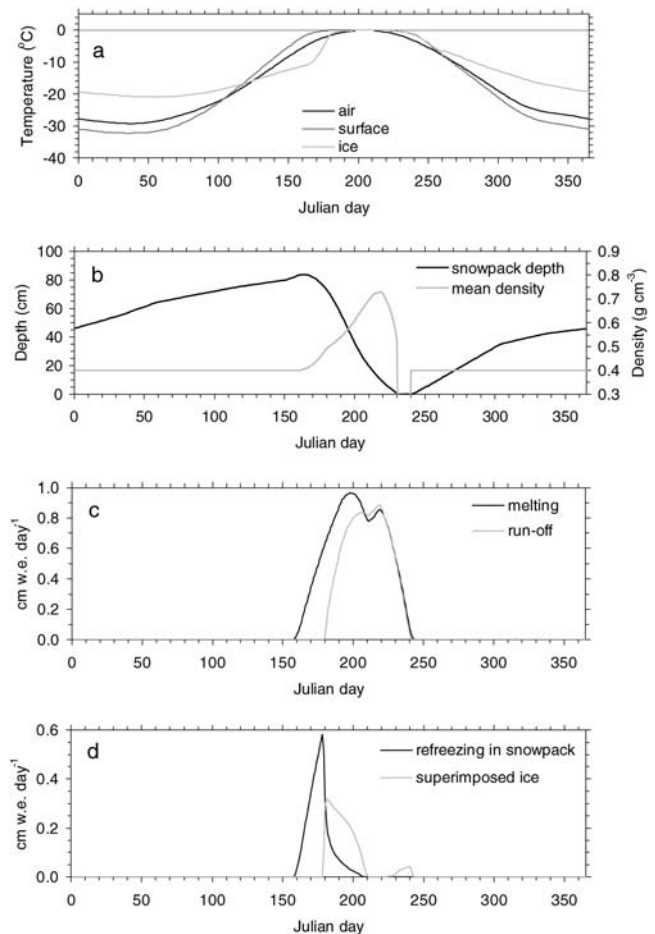 0
-10
-20
-30
-40
Temperature (⁰C)
a
air
surface
ice
0 50 100 150 200 250 300 350
Julian day
100
80
60
40
20
0
Depth (cm)
b
snowpack depth
mean density
0.9
0.8
0.7
0.6
0.5
0.4
0.3
Density (g cm⁻³)
0 50 100 150 200 250 300 350
Julian day
1.0
0.8
0.6
0.4
0.2
0.0
cm w.e. day⁻¹
c
melting
run-off
0 50 100 150 200 250 300 350
Julian day
0.6
0.4
0.2
0.0
cm w.e. day⁻¹
d
refreezing in snowpack
superimposed ice
0 50 100 150 200 250 300 350
Julian day